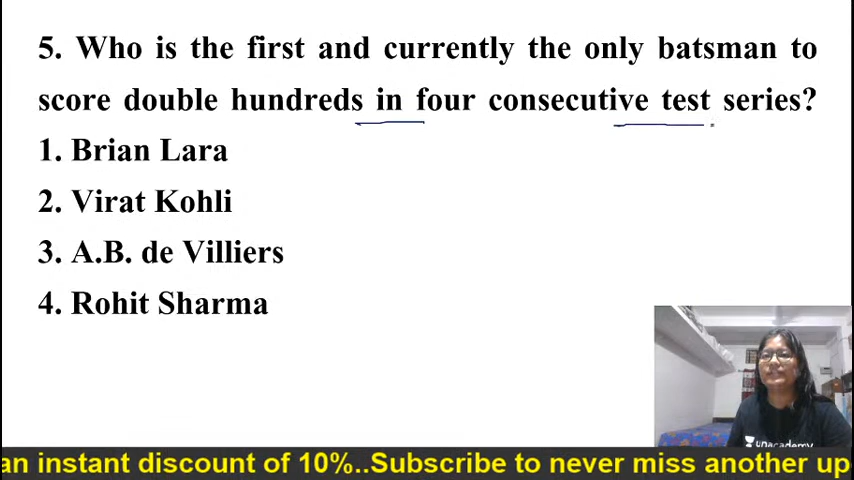 5. Who is the first and currently the only batsman to
score double hundreds in four consecutive test series?
1. Brian Lara
2. Virat Kohli
3. A.B. de Villiers
4. Rohit Sharma
unacademy
an instant discount of 10%..Subscribe to never miss another up